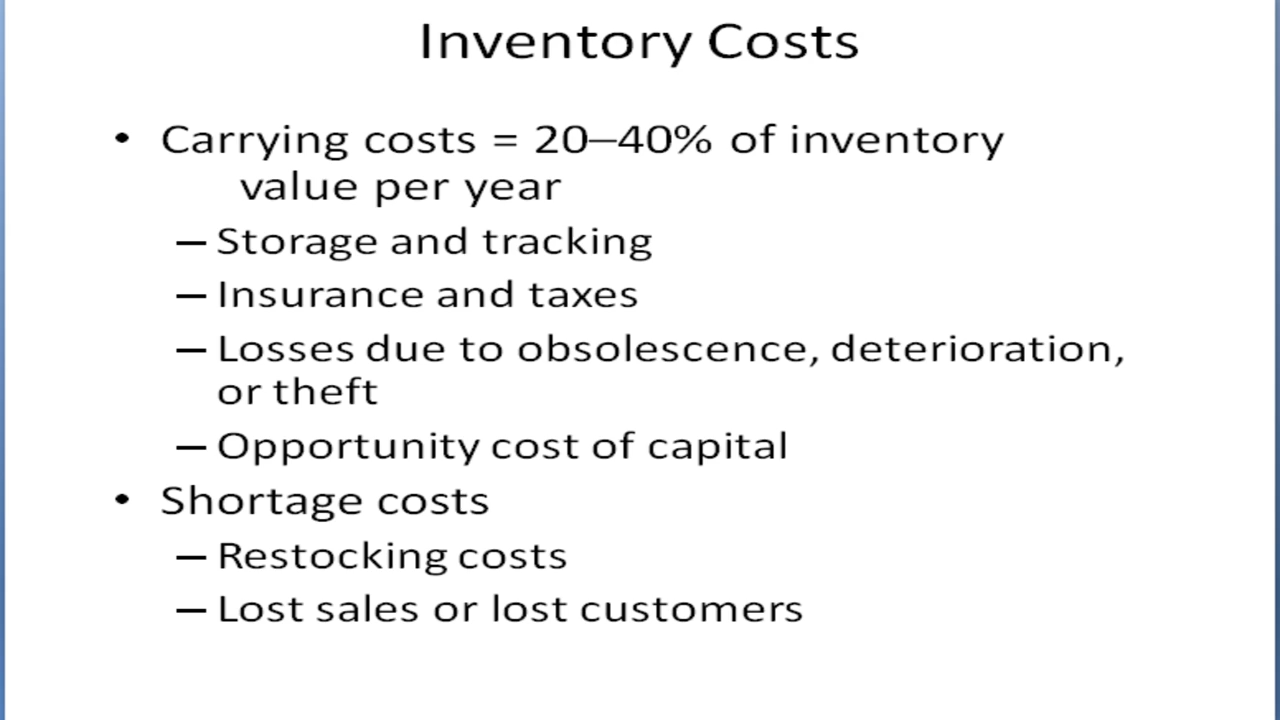 Inventory Costs
• Carrying costs = 20–40% of inventory
value per year
– Storage and tracking
– Insurance and taxes
– Losses due to obsolescence, deterioration,
or theft
– Opportunity cost of capital
• Shortage costs
– Restocking costs
– Lost sales or lost customers